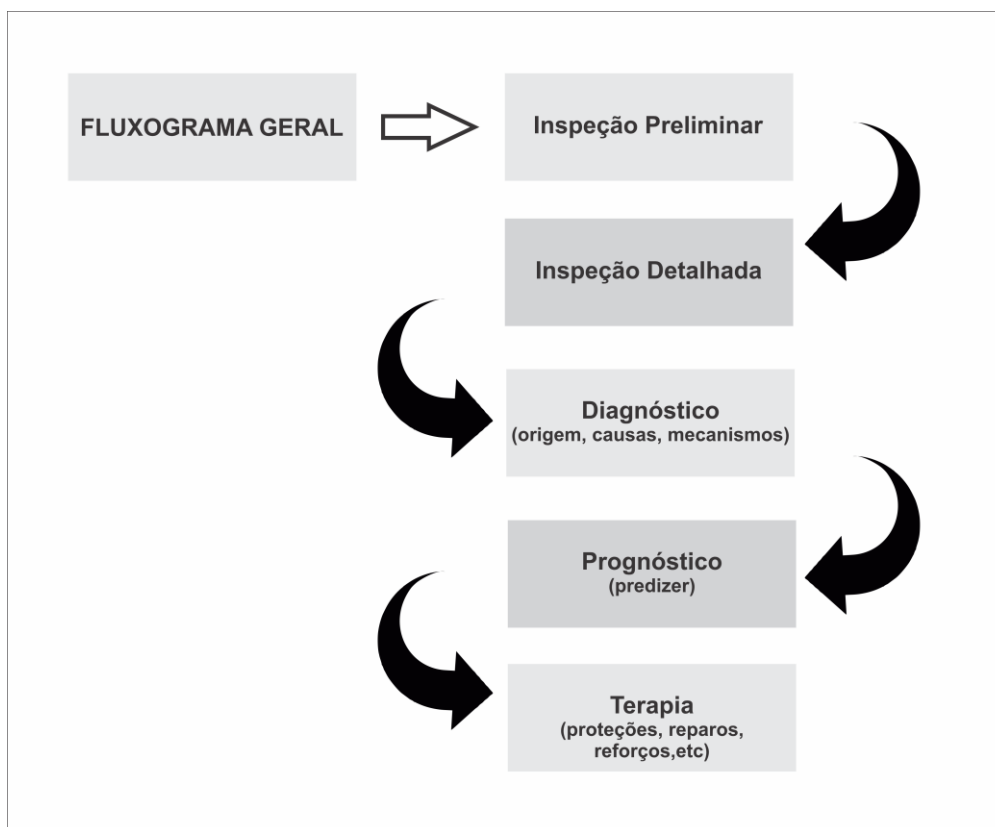 FLUXOGRAMA GERAL
Inspeção Preliminar
Inspeção Detalhada
Diagnóstico
(origem, causas, mecanismos)
Prognóstico
(predizer)
Terapia
(proteções, reparos,
reforços,etc)